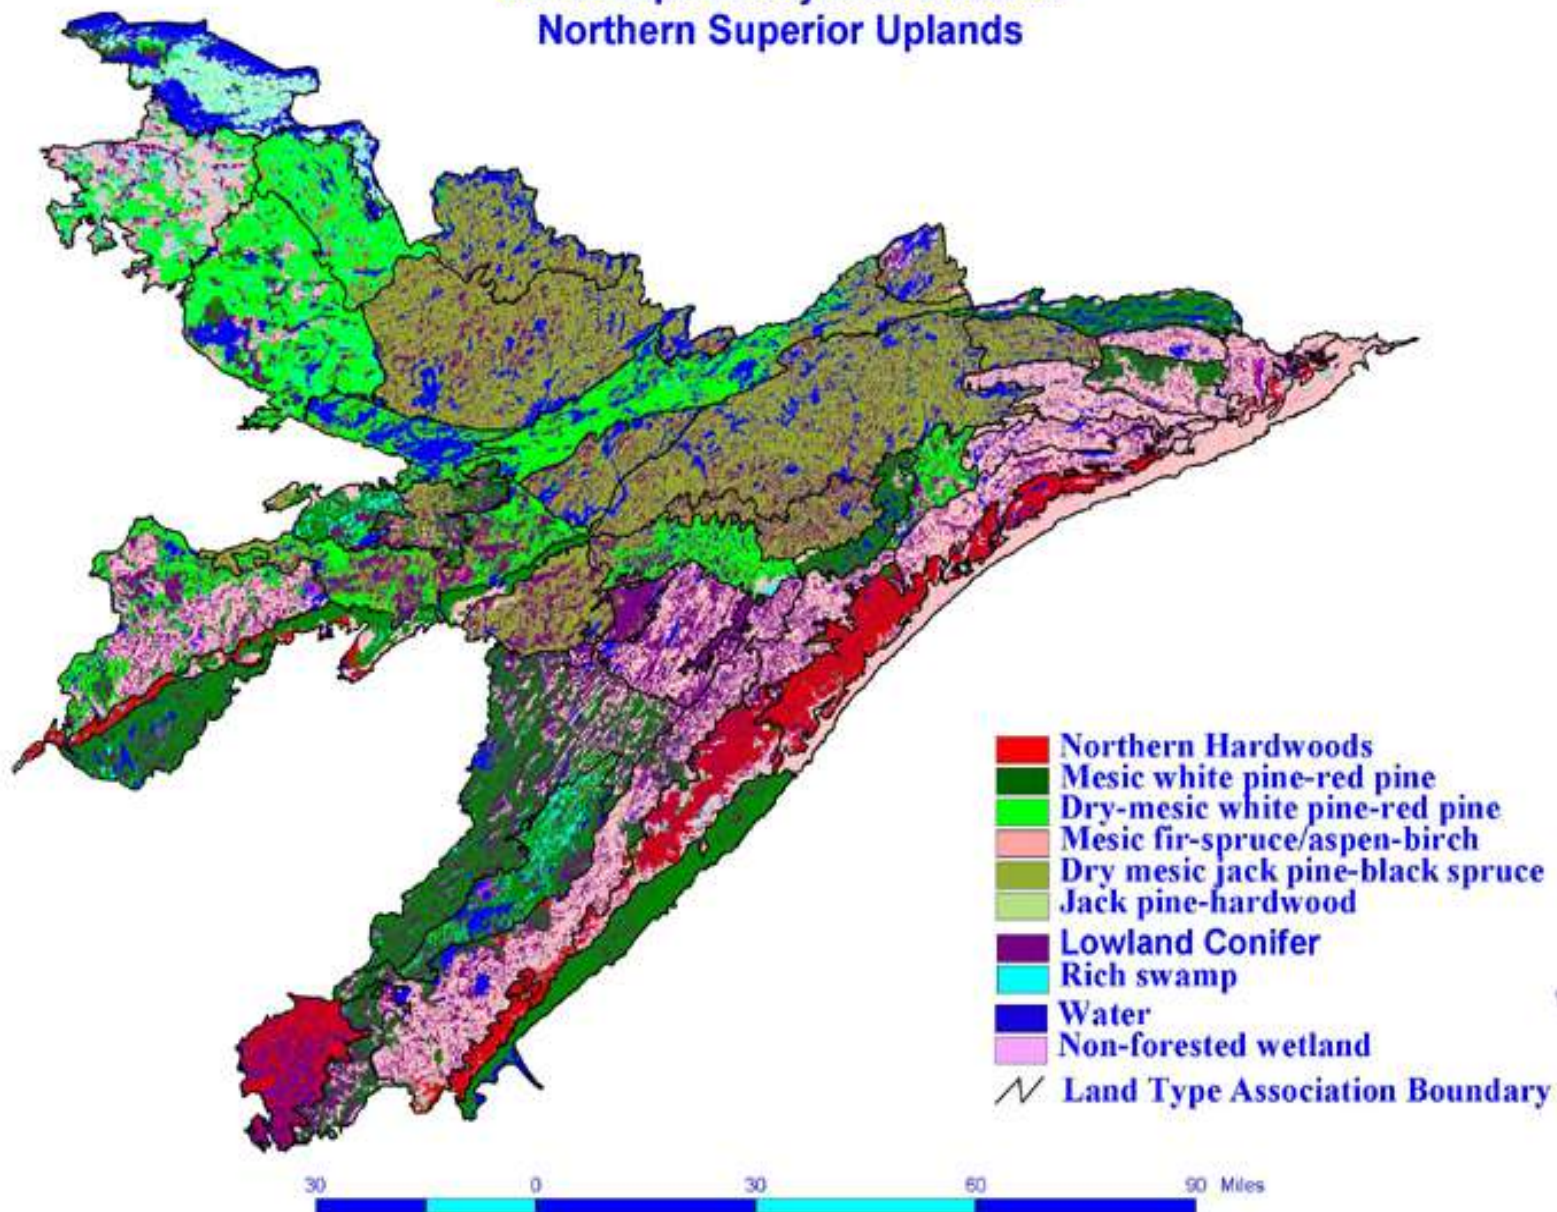 Northern Superior Uplands
Northern Hardwoods
Mesic white pine-red pine
Dry-mesic white pine-red pine
Mesic fir-spruce/aspen-birch
Dry mesic jack pine-black spruce
Jack pine-hardwood
Lowland Conifer
Rich swamp
Water
Non-forested wetland
Land Type Association Boundary
30 0 30 60 90 Miles